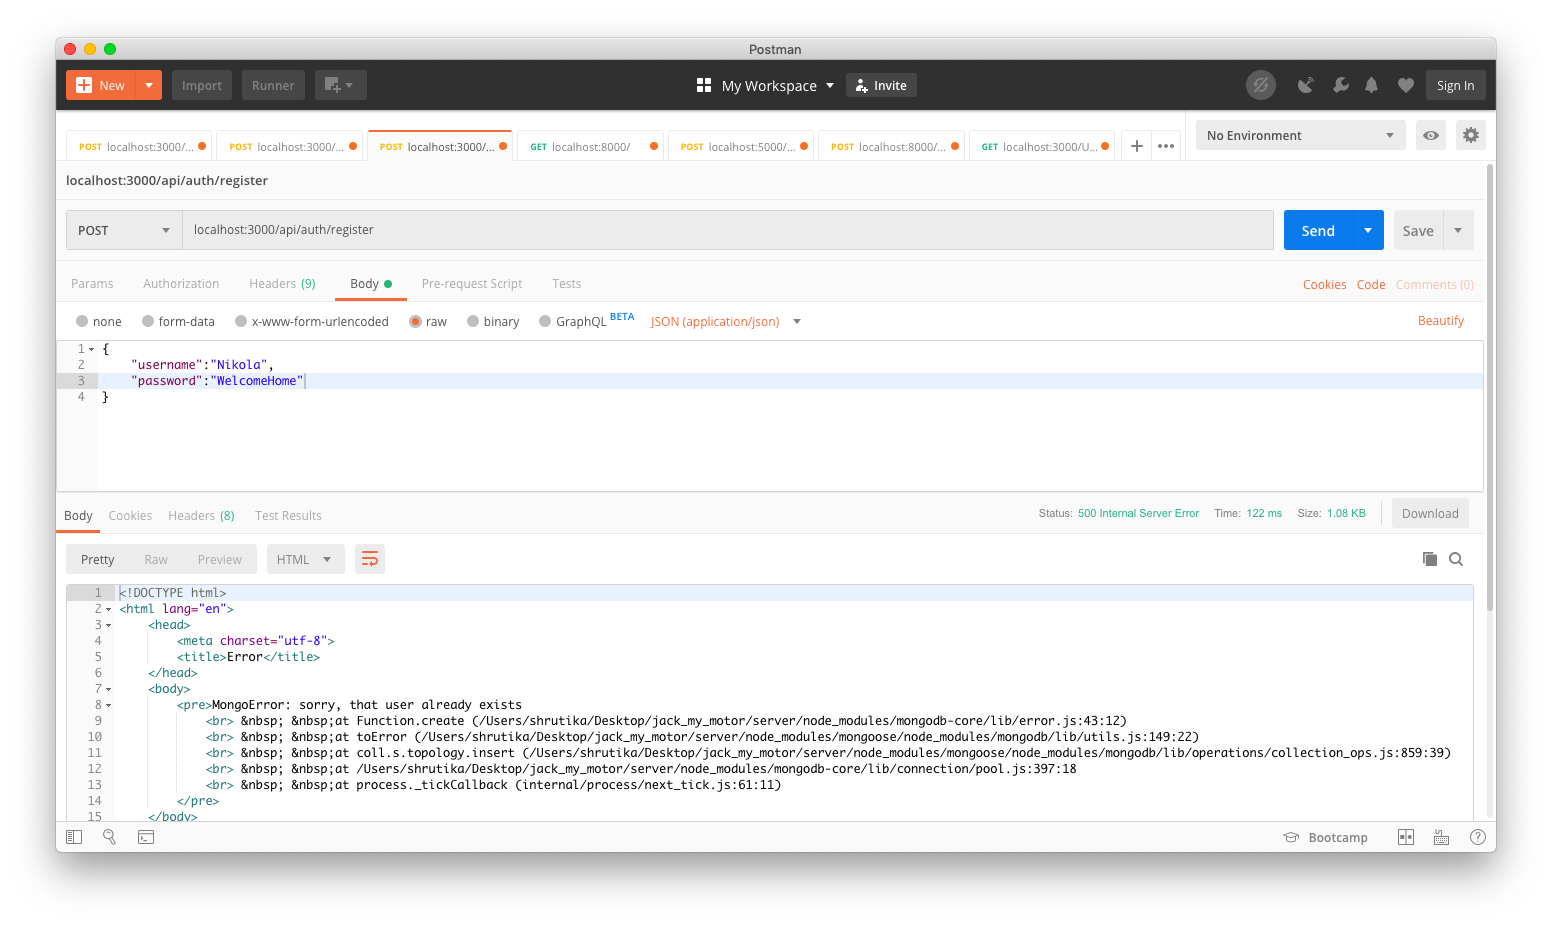 Postman
New Import Runner My Workspace Invite Sign In
POST localhost:3000/... POST localhost:3000/... POST localhost:3000/... GET localhost:8000/ POST localhost:5000/... POST localhost:8000/... GET localhost:3000/U... No Environment
localhost:3000/api/auth/register
POST localhost:3000/api/auth/register Send Save
Params Authorization Headers (9) Body Pre-request Script Tests Cookies Code Comments (0)
none form-data x-www-form-urlencoded raw binary GraphQL BETA JSON (application/json) Beautify
1 {
2 "username":"Nikola",
3 "password":"WelcomeHome"
4 }
Body Cookies Headers (8) Test Results Status: 500 Internal Server Error Time: 122 ms Size: 1.08 KB Download
Pretty Raw Preview HTML
1 <!DOCTYPE html>
2 <html lang="en">
3 <head>
4 <meta charset="utf-8">
5 <title>Error</title>
6 </head>
7 <body>
8 <pre>MongoError: sorry, that user already exists
9 <br> &nbsp; &nbsp;at Function.create (/Users/shrutika/Desktop/jack_my_motor/server/node_modules/mongodb-core/lib/error.js:43:12)
10 <br> &nbsp; &nbsp;at toError (/Users/shrutika/Desktop/jack_my_motor/server/node_modules/mongoose/node_modules/mongodb/lib/utils.js:149:22)
11 <br> &nbsp; &nbsp;at coll.s.topology.insert (/Users/shrutika/Desktop/jack_my_motor/server/node_modules/mongoose/node_modules/mongodb/lib/operations/collection_ops.js:859:39)
12 <br> &nbsp; &nbsp;at /Users/shrutika/Desktop/jack_my_motor/server/node_modules/mongodb-core/lib/connection/pool.js:397:18
13 <br> &nbsp; &nbsp;at process._tickCallback (internal/process/next_tick.js:61:11)
14 </pre>
15 </body>
Bootcamp